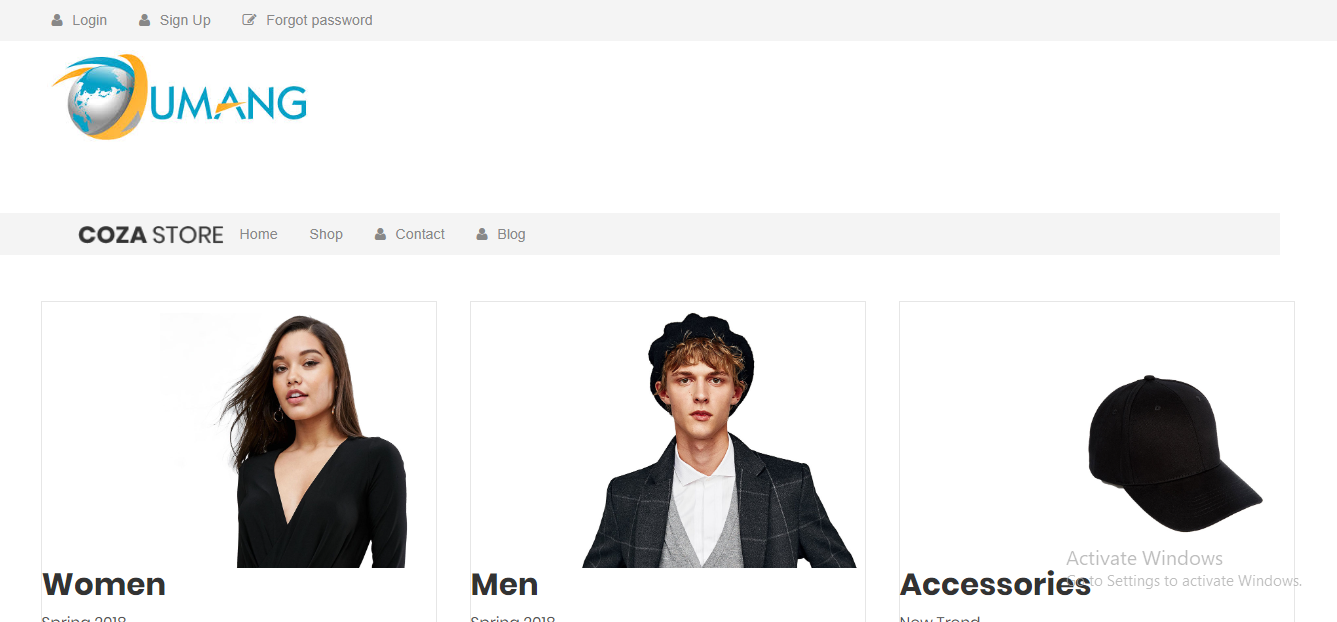 Login Sign Up Forgot password
UMANG
COZA STORE Home Shop Contact Blog
Women Men Accessories
Spring 2018 Spring 2018 New Trend
Activate Windows
Go to Settings to activate Windows.